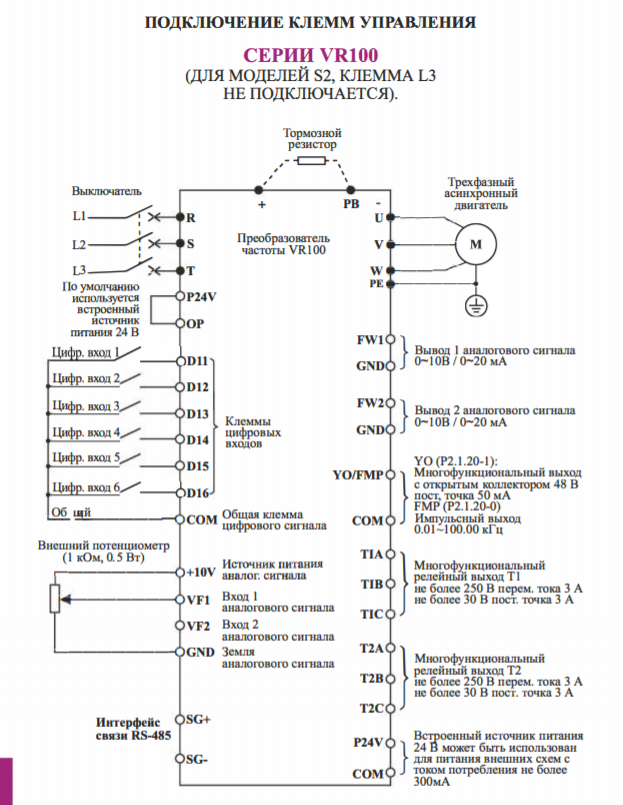 ПОДКЛЮЧЕНИЕ КЛЕММ УПРАВЛЕНИЯ
СЕРИИ VR100
(ДЛЯ МОДЕЛЕЙ S2, КЛЕММА L3
НЕ ПОДКЛЮЧАЕТСЯ).
Тормозной
резистор
Выключатель
+
PB
-
Трехфазный
асинхронный
двигатель
L1
R
U
L2
S
Преобразователь
частоты VR100
V
M
L3
T
W
PE
По умолчанию
используется
встроенный
источник
питания 24 В
P24V
OP
FW1
GND
Вывод 1 аналогового сигнала
0~10В / 0~20 мА
Цифр. вход 1
D11
Цифр. вход 2
D12
Цифр. вход 3
D13
Цифр. вход 4
D14
Цифр. вход 5
D15
Цифр. вход 6
D16
Клеммы
цифровых
входов
FW2
GND
Вывод 2 аналогового сигнала
0~10В / 0~20 мА
Об щий
COM
Общая клемма
цифрового сигнала
YO/FMP
COM
YO (P2.1.20-1):
Многофункциональный выход
с открытым коллектором 48 В
пост, точка 50 мА
FMP (P2.1.20-0)
Импульсный выход
0.01~100.00 кГц
Внешний потенциометр
(1 кОм, 0.5 Вт)
+10V
Источник питания
аналог. сигнала
VF1
Вход 1
аналогового сигнала
VF2
Вход 2
аналогового сигнала
GND
Земля
аналогового сигнала
T1A
T1B
T1C
Многофункциональный
релейный выход T1
не более 250 В перем. тока 3 А
не более 30 В пост. точка 3 А
T2A
T2B
T2C
Многофункциональный
релейный выход T2
не более 250 В перем. тока 3 А
не более 30 В пост. точка 3 А
Интерфейс
связи RS-485
SG+
SG-
P24V
COM
Встроенный источник питания
24 В может быть использован
для питания внешних схем с
током потребления не более
300мА